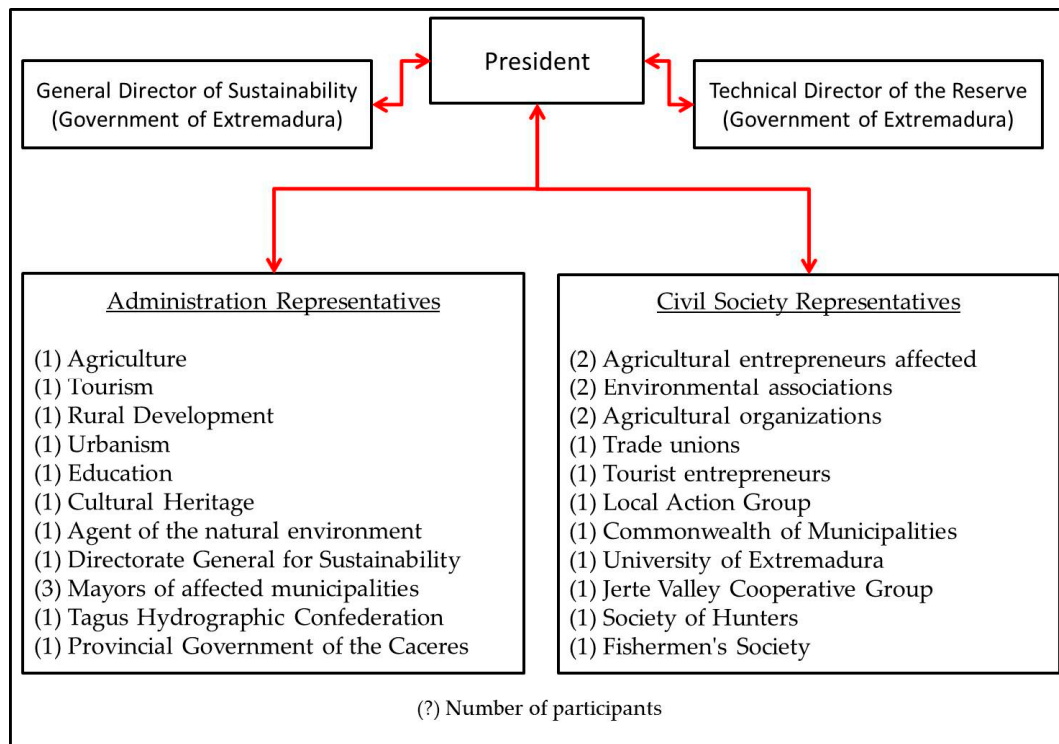 President
General Director of Sustainability
(Government of Extremadura)
Technical Director of the Reserve
(Government of Extremadura)
Administration Representatives
(1) Agriculture
(1) Tourism
(1) Rural Development
(1) Urbanism
(1) Education
(1) Cultural Heritage
(1) Agent of the natural environment
(1) Directorate General for Sustainability
(3) Mayors of affected municipalities
(1) Tagus Hydrographic Confederation
(1) Provincial Government of the Caceres
Civil Society Representatives
(2) Agricultural entrepreneurs affected
(2) Environmental associations
(2) Agricultural organizations
(1) Trade unions
(1) Tourist entrepreneurs
(1) Local Action Group
(1) Commonwealth of Municipalities
(1) University of Extremadura
(1) Jerte Valley Cooperative Group
(1) Society of Hunters
(1) Fishermen's Society
(?) Number of participants